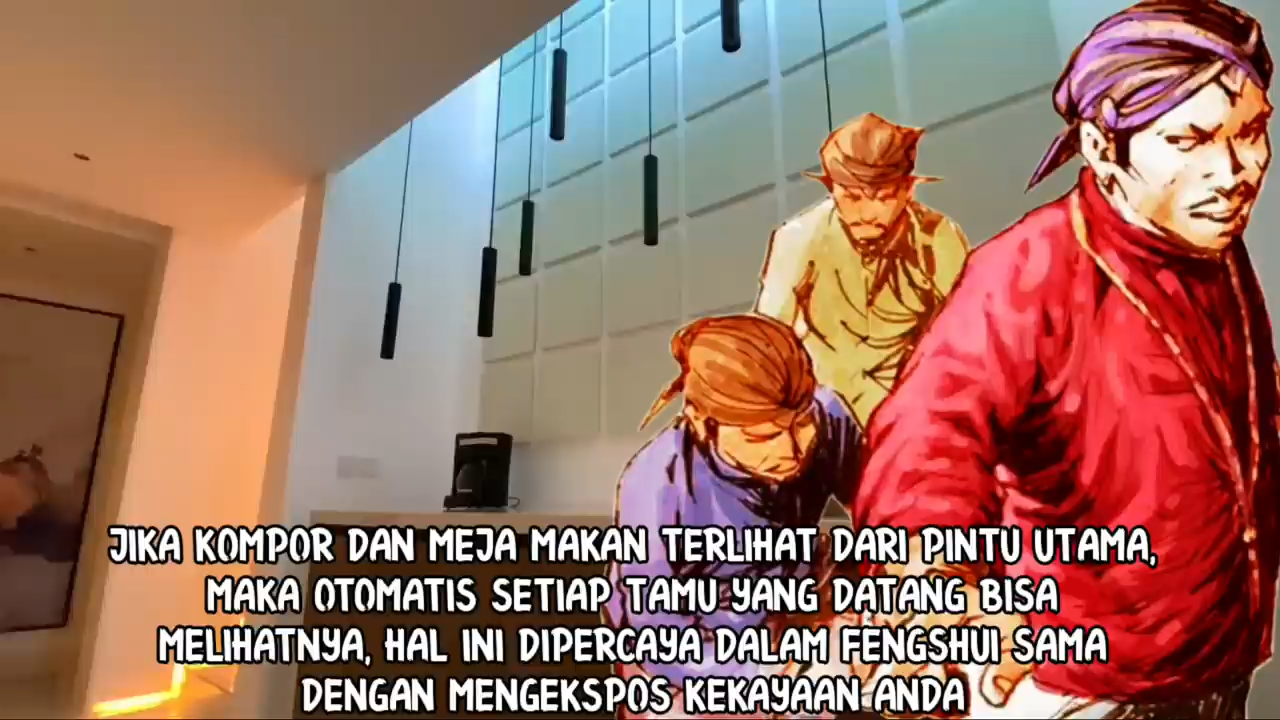 JIKA KOMPOR DAN MEJA MAKAN TERLIHAT DARI PINTU UTAMA,
MAKA OTOMATIS SETIAP TAMU YANG DATANG BISA
MELIHATNYA, HAL INI DIPERCAYA DALAM FENGSHUI SAMA
DENGAN MENGEKSPOS KEKAYAAN ANDA